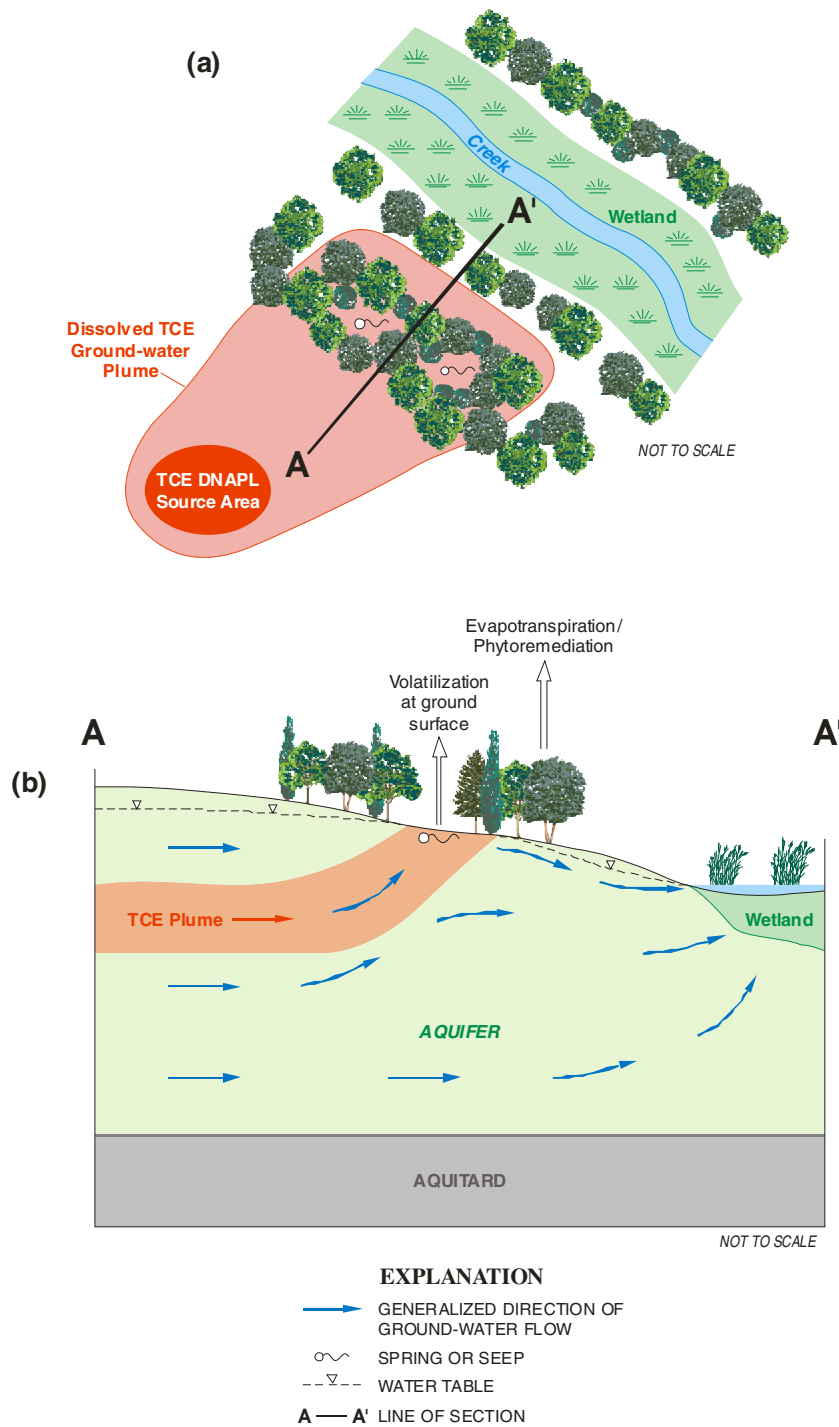 (a)
Creek
Wetland
A'
Dissolved TCE
Ground-water
Plume
A
TCE DNAPL
Source Area
NOT TO SCALE
Evapotranspiration/
Phytoremediation
Volatilization
at ground
surface
A
A'
(b)
TCE Plume
Wetland
AQUIFER
AQUITARD
NOT TO SCALE
EXPLANATION
GENERALIZED DIRECTION OF
GROUND-WATER FLOW
SPRING OR SEEP
WATER TABLE
A A' LINE OF SECTION